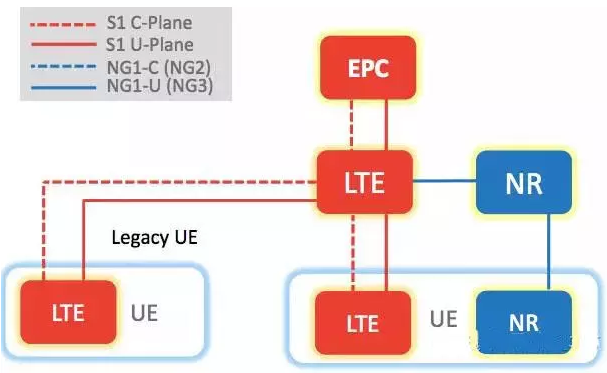 S1 C-Plane
S1 U-Plane
NG1-C (NG2)
NG1-U (NG3)
EPC
LTE
NR
Legacy UE
LTE
UE
LTE
UE
NR